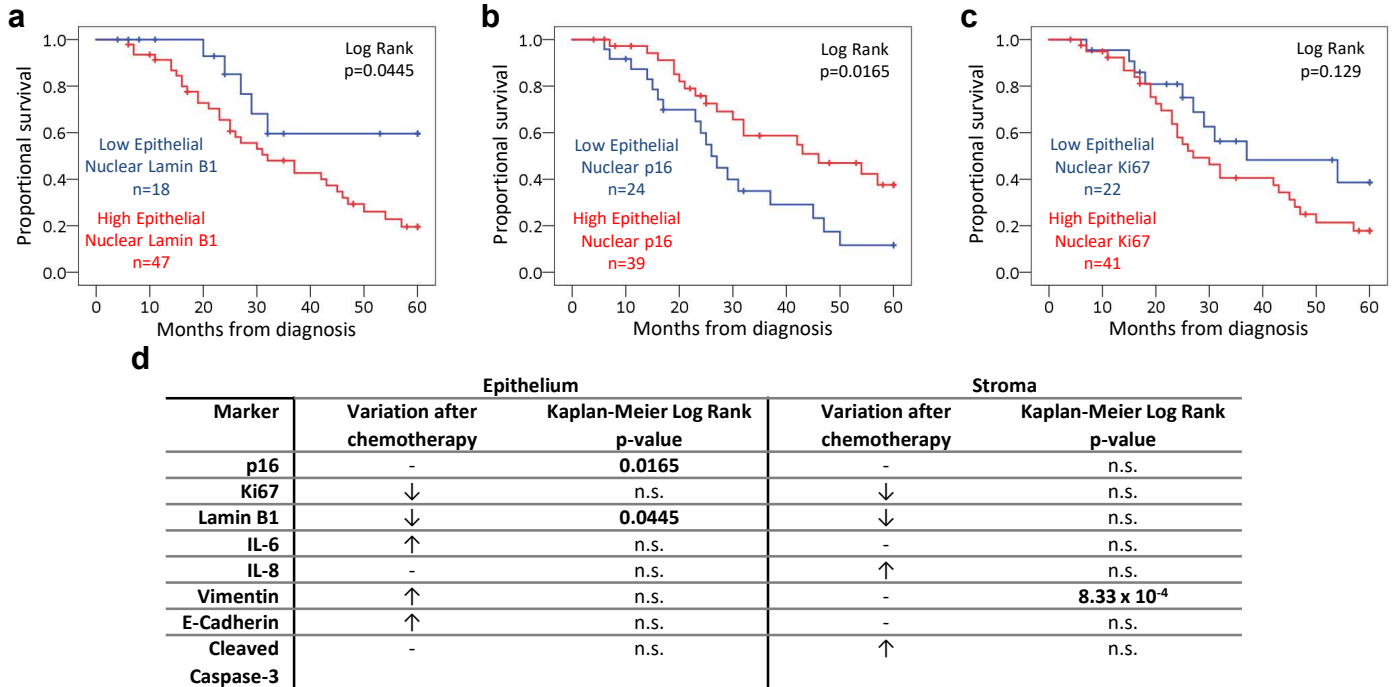 a
Proportional survival
1.0
0.8
0.6
0.4
0.2
0.0
Log Rank
p=0.0445
Low Epithelial
Nuclear Lamin B1
n=18
High Epithelial
Nuclear Lamin B1
n=47
0 10 20 30 40 50 60
Months from diagnosis
b
Proportional survival
1.0
0.8
0.6
0.4
0.2
0.0
Log Rank
p=0.0165
Low Epithelial
Nuclear p16
n=24
High Epithelial
Nuclear p16
n=39
0 10 20 30 40 50 60
Months from diagnosis
c
Proportional survival
1.0
0.8
0.6
0.4
0.2
0.0
Log Rank
p=0.129
Low Epithelial
Nuclear Ki67
n=22
High Epithelial
Nuclear Ki67
n=41
0 10 20 30 40 50 60
Months from diagnosis
d
Epithelium Stroma
Marker Variation after Kaplan-Meier Log Rank Variation after Kaplan-Meier Log Rank
chemotherapy p-value chemotherapy p-value
p16 - 0.0165 - n.s.
Ki67 ↓ n.s. ↓ n.s.
Lamin B1 ↓ 0.0445 ↓ n.s.
IL-6 ↑ n.s. - n.s.
IL-8 - n.s. ↑ n.s.
Vimentin ↑ n.s. - 8.33 x 10⁻⁴
E-Cadherin ↑ n.s. - n.s.
Cleaved - n.s. ↑ n.s.
Caspase-3